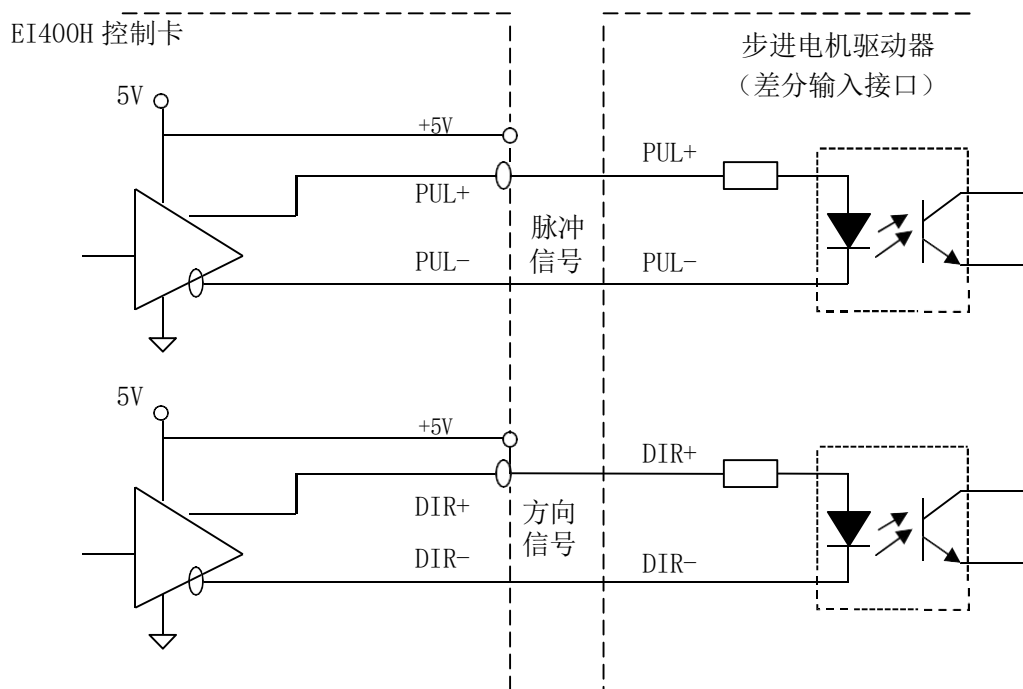 EI400H 控制卡
步进电机驱动器
（差分输入接口）
5V
+5V
PUL+
PUL+
脉冲
信号
PUL-
PUL-
5V
+5V
DIR+
DIR+
方向
信号
DIR-
DIR-